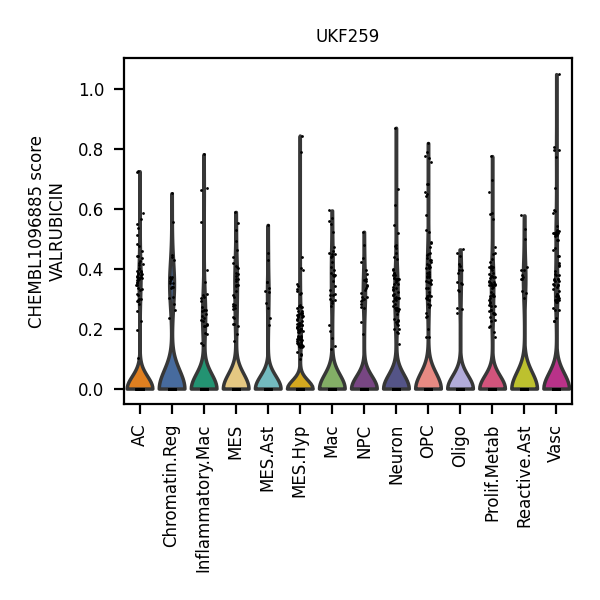 UKF259
CHEMBL1096885 score
VALRUBICIN
1.0
0.8
0.6
0.4
0.2
0.0
AC
Chromatin.Reg
Inflammatory.Mac
MES
MES.Ast
MES.Hyp
Mac
NPC
Neuron
OPC
Oligo
Prolif.Metab
Reactive.Ast
Vasc